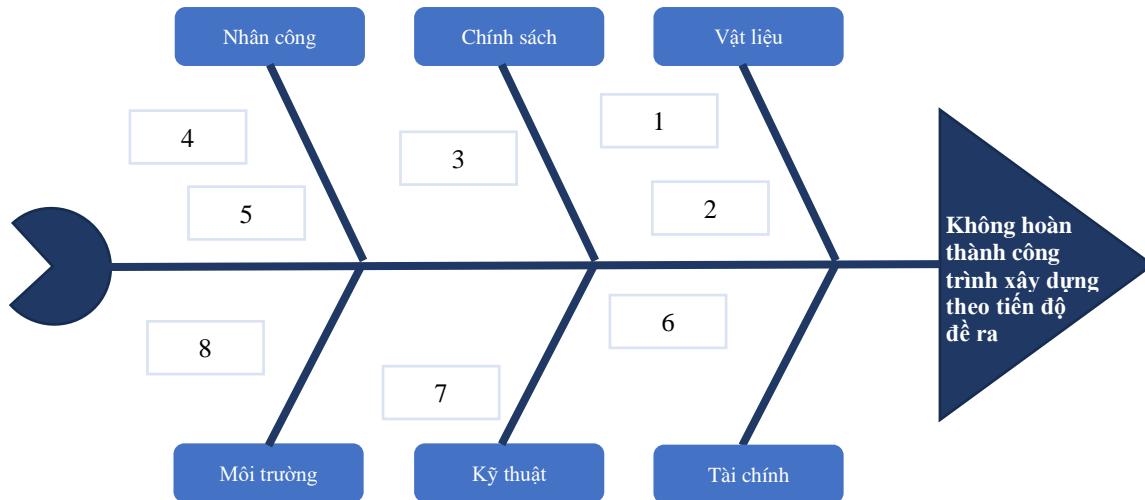 Nhân công
Chính sách
Vật liệu
1
4
3
5
2
Không hoàn
thành công
trình xây dựng
theo tiến độ
đề ra
6
8
7
Môi trường
Kỹ thuật
Tài chính